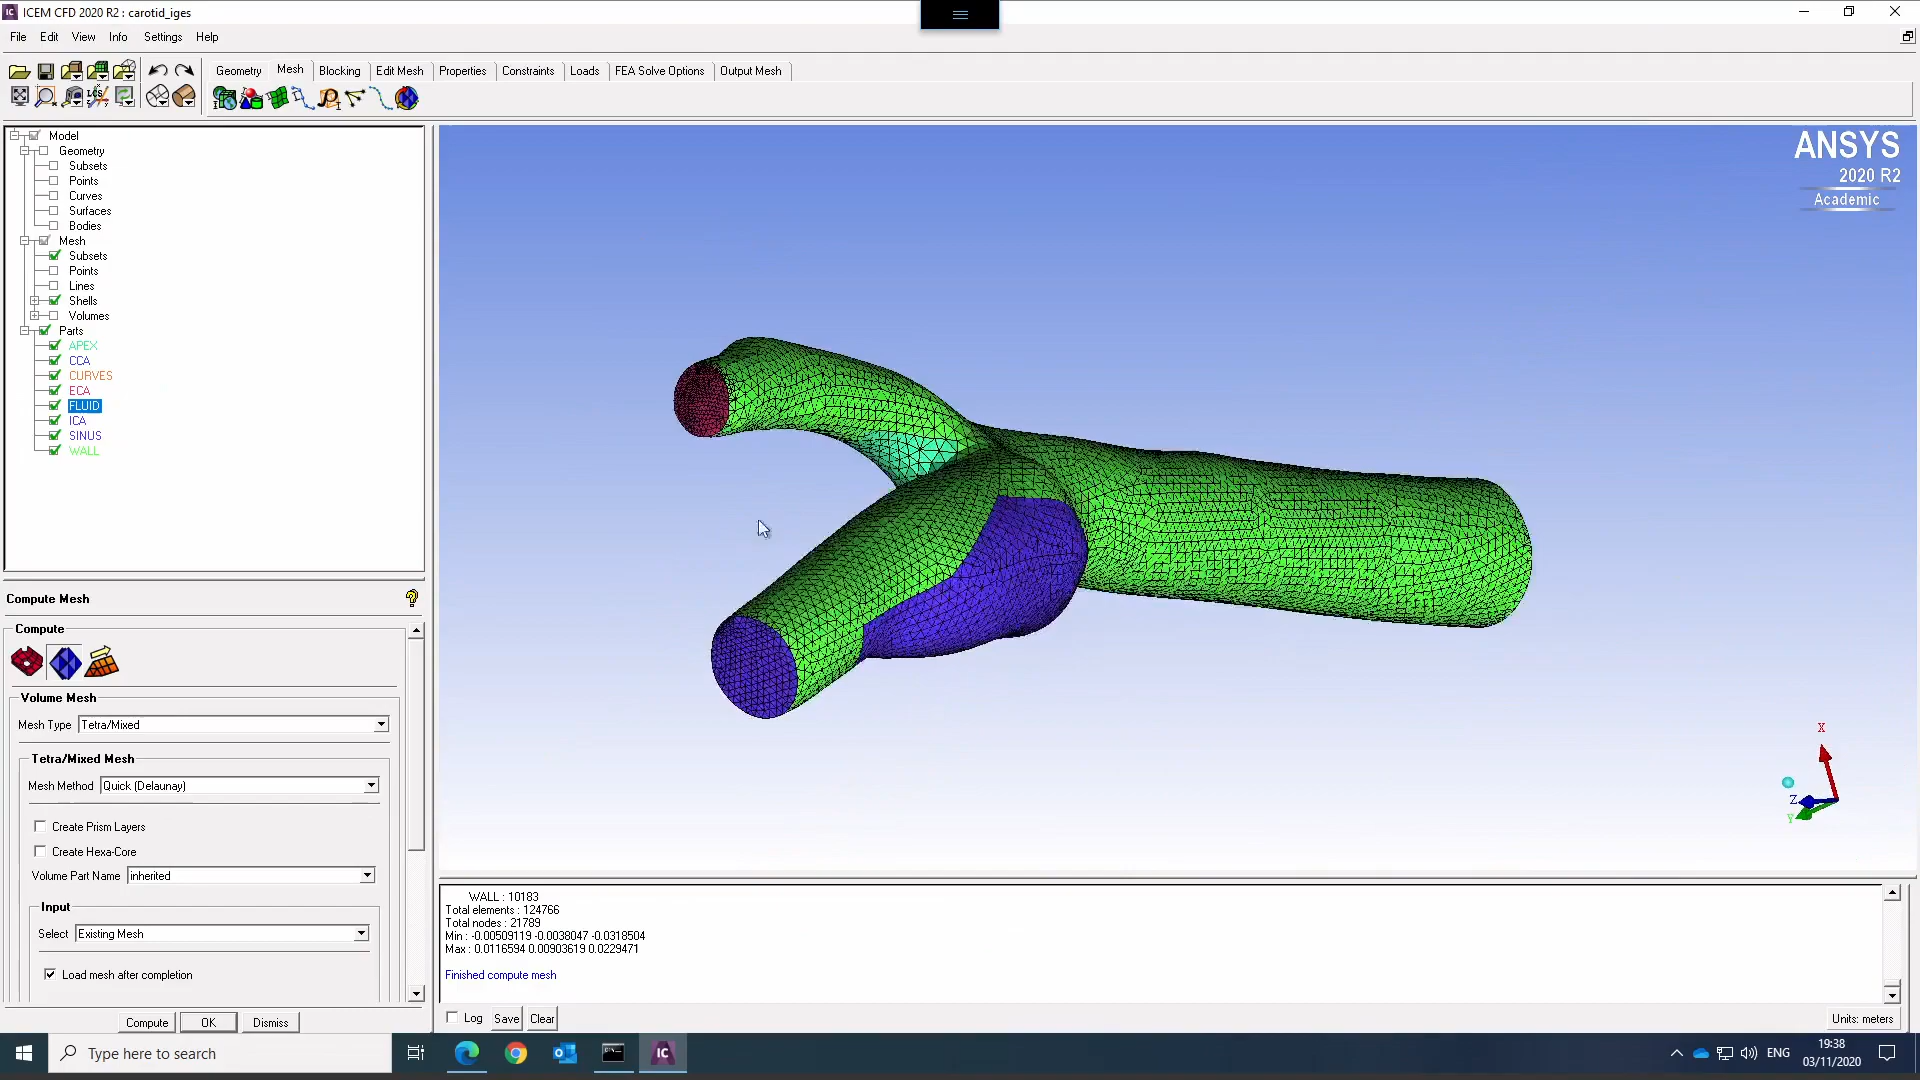 ICEM CFD 2020 R2 : carotid_iges
File Edit View Info Settings Help
Geometry Mesh Blocking Edit Mesh Properties Constraints Loads FEA Solve Options Output Mesh
LCS
Model
Geometry
Subsets
Points
Curves
Surfaces
Bodies
Mesh
Subsets
Points
Lines
Shells
Volumes
Parts
APEX
CCA
CURVES
ECA
FLUID
ICA
SINUS
WALL
Compute Mesh
Compute
Volume Mesh
Mesh Type Tetra/Mixed
Tetra/Mixed Mesh
Mesh Method Quick (Delaunay)
Create Prism Layers
Create Hexa-Core
Volume Part Name inherited
Input
Select Existing Mesh
Load mesh after completion
Compute OK Dismiss
ANSYS
2020 R2
Academic
X
Z
Y
WALL : 10183
Total elements : 124766
Total nodes : 21789
Min : -0.00509119 -0.0038047 -0.0318504
Max : 0.0116594 0.00903619 0.0229471
Finished compute mesh
Log Save Clear
Units: meters
Type here to search
IC
ENG
19:38
03/11/2020